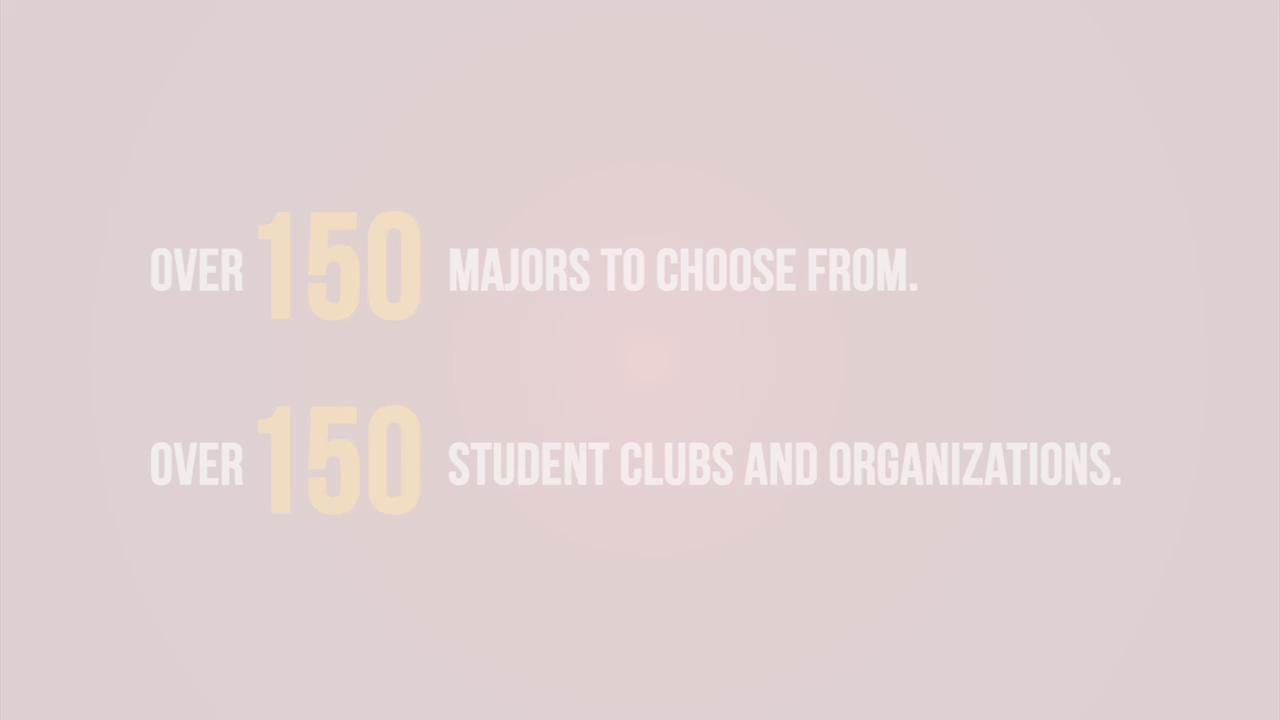 OVER 150 MAJORS TO CHOOSE FROM.
OVER 150 STUDENT CLUBS AND ORGANIZATIONS.